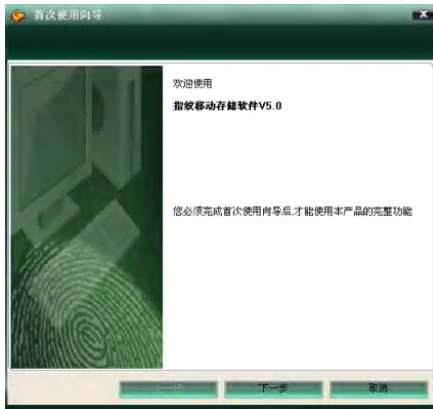 首次使用向导
欢迎使用
指纹移动存储软件V5.0
您必须完成首次使用向导后,才能使用本产品的完整功能
下一步
取消